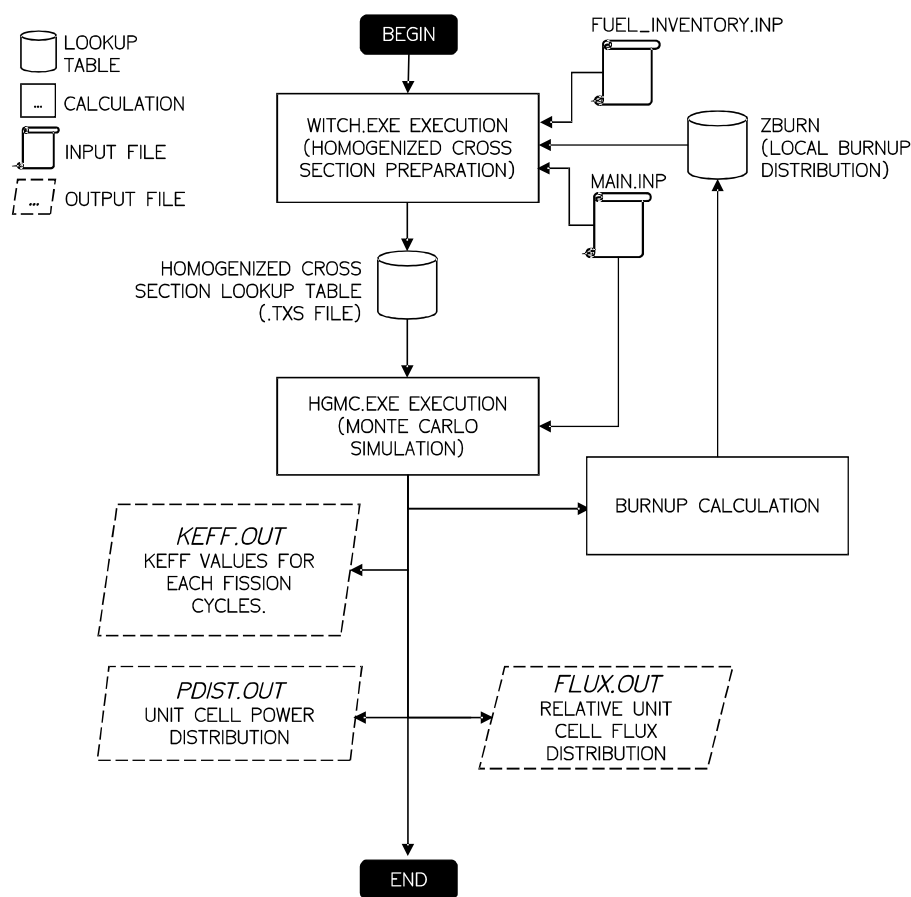 BEGIN
FUEL_INVENTORY.INP
LOOKUP
TABLE
...
CALCULATION
INPUT FILE
...
OUTPUT FILE
WITCH.EXE EXECUTION
(HOMOGENIZED CROSS
SECTION PREPARATION)
ZBURN
(LOCAL BURNUP
DISTRIBUTION)
MAIN.INP
HOMOGENIZED CROSS
SECTION LOOKUP TABLE
(.TXS FILE)
HGMC.EXE EXECUTION
(MONTE CARLO
SIMULATION)
BURNUP CALCULATION
KEFF.OUT
KEFF VALUES FOR
EACH FISSION
CYCLES.
PDIST.OUT
UNIT CELL POWER
DISTRIBUTION
FLUX.OUT
RELATIVE UNIT
CELL FLUX
DISTRIBUTION
END